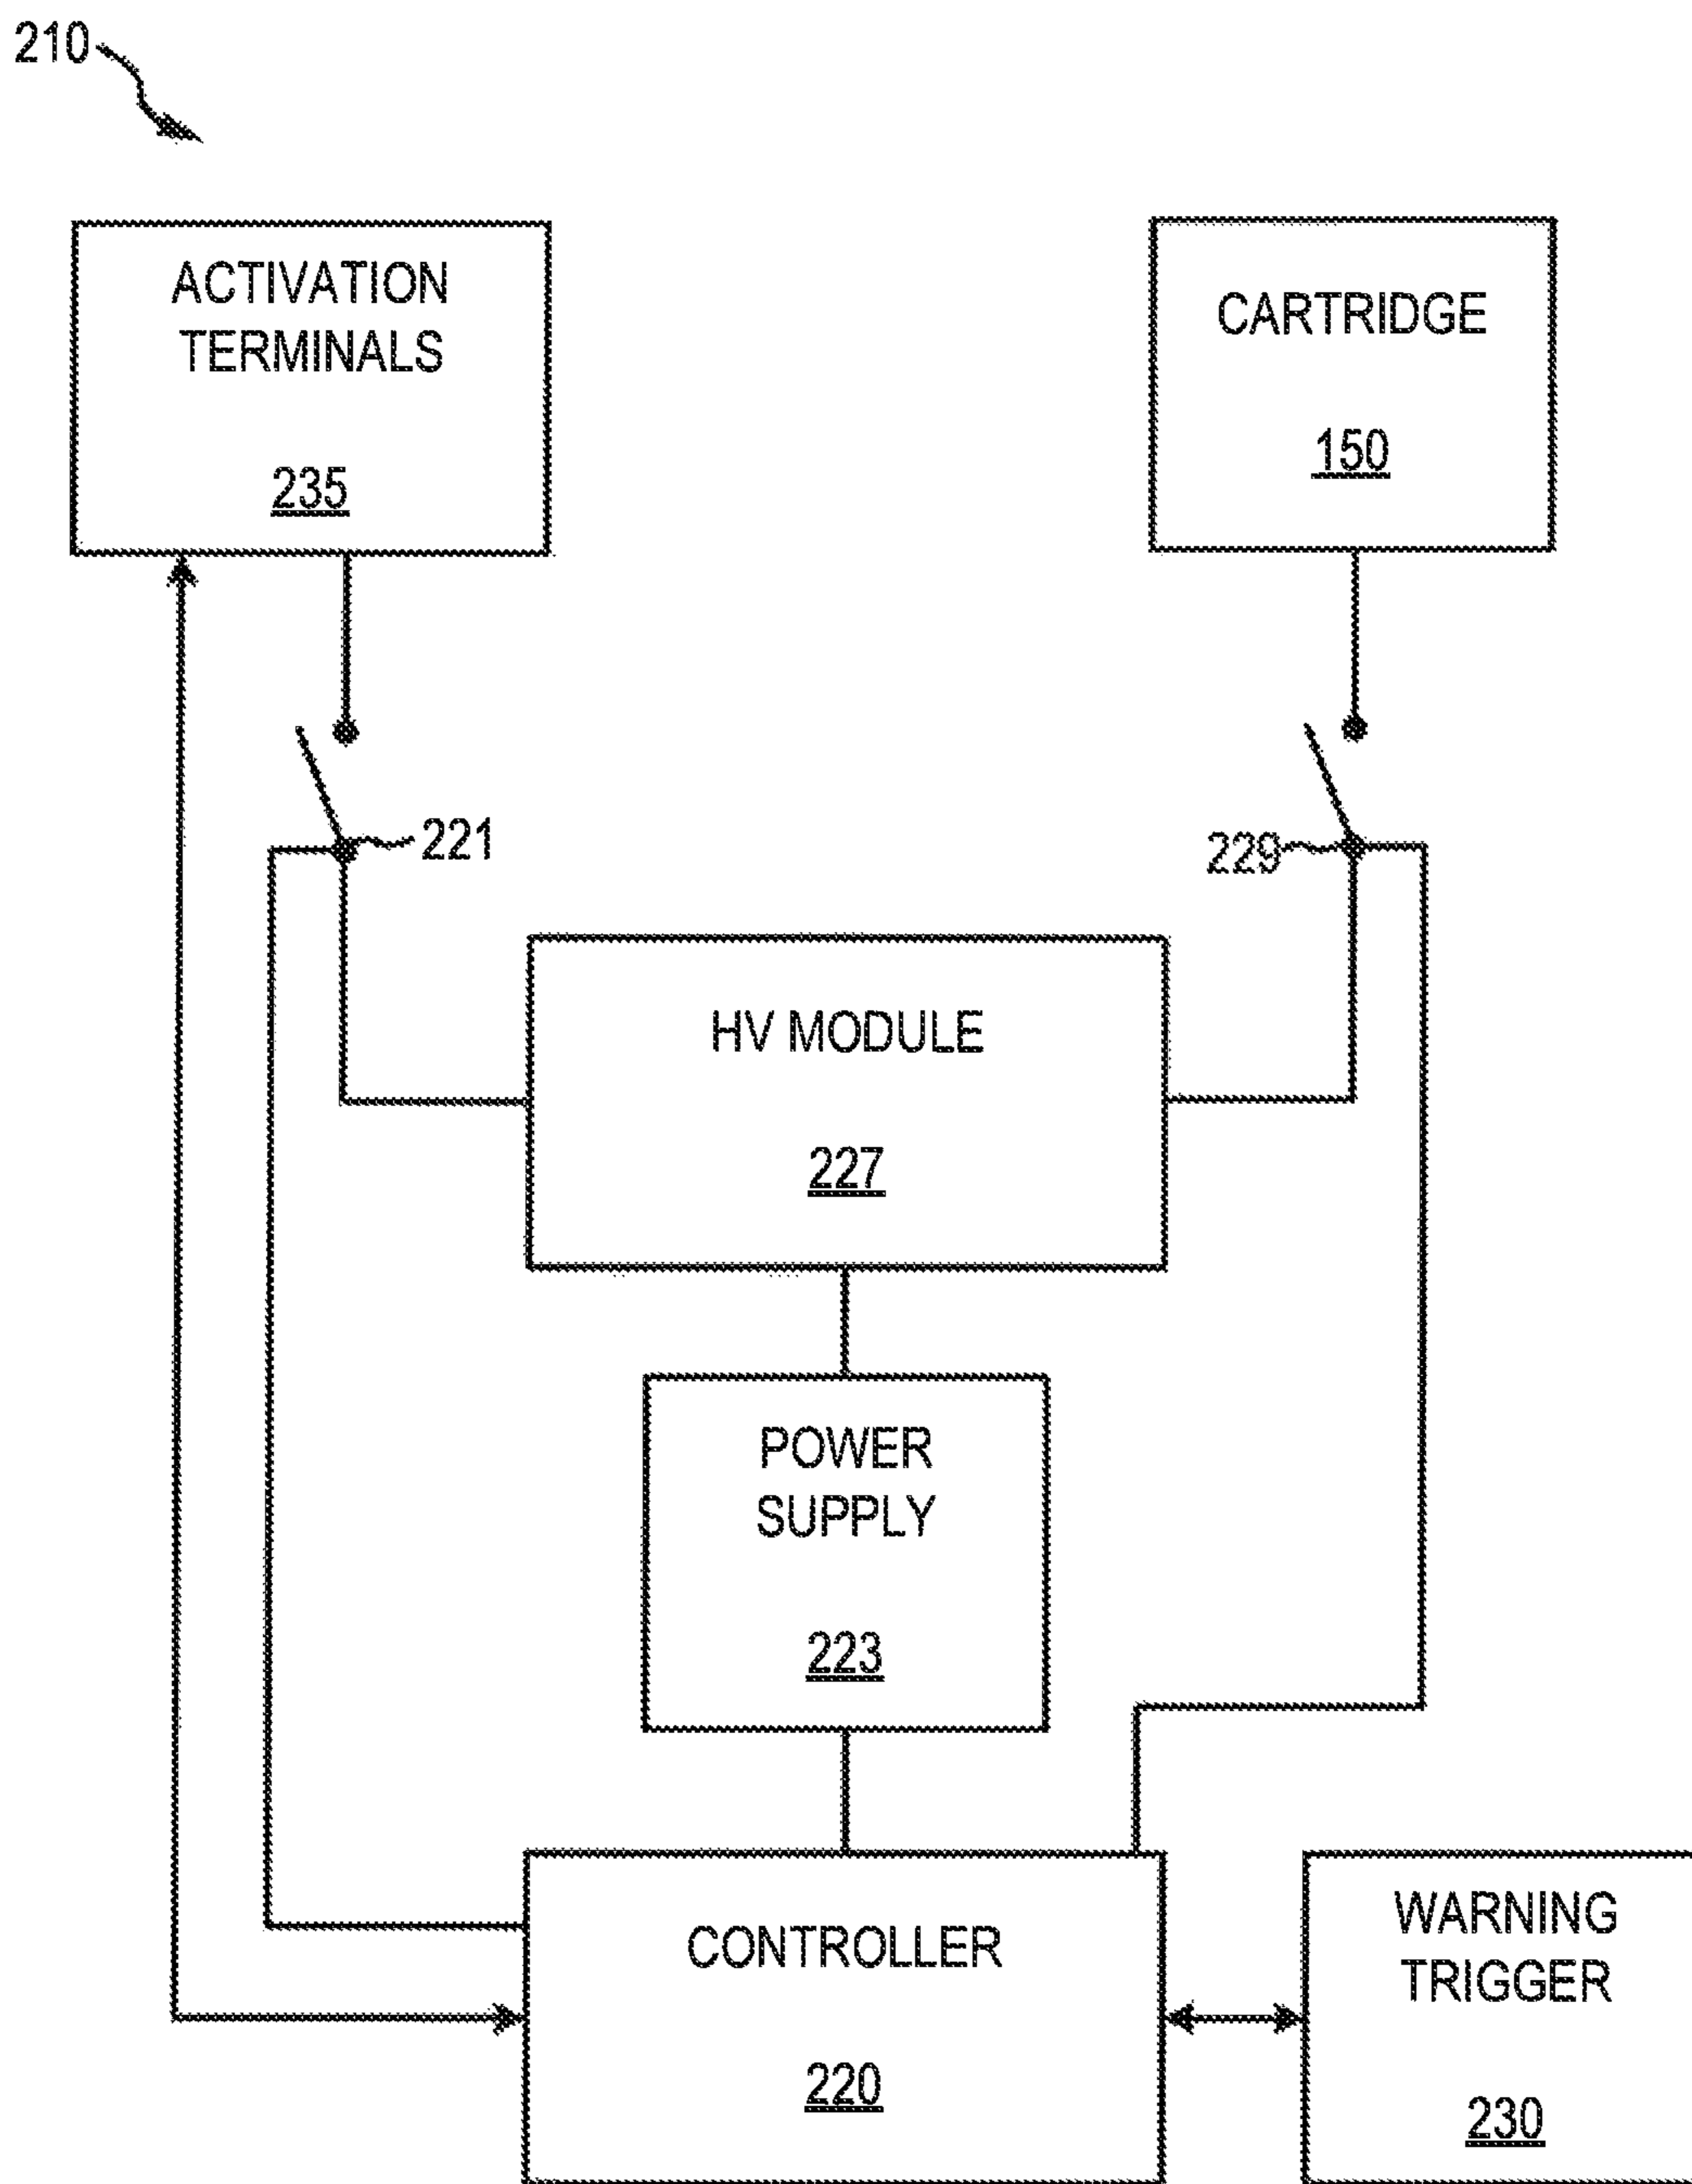 210
ACTIVATION
TERMINALS
235
CARTRIDGE
150
221
229
HV MODULE
227
POWER
SUPPLY
223
CONTROLLER
220
WARNING
TRIGGER
230